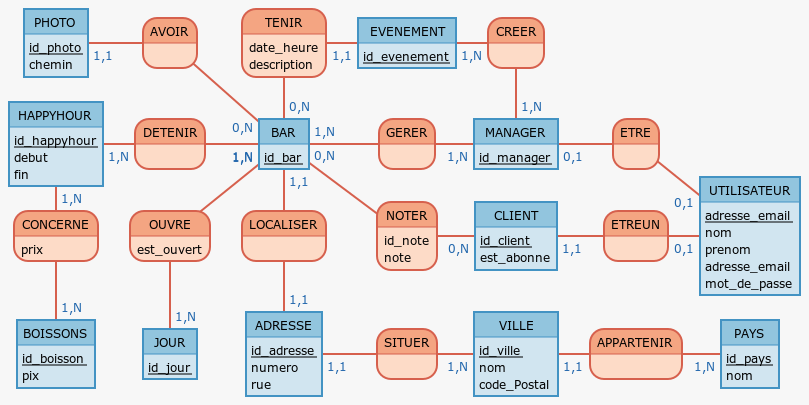 PHOTO
id_photo
chemin
1,1
AVOIR
TENIR
date_heure
description
1,1
EVENEMENT
id_evenement
1,N
CREER
0,N
0,N
1,N
HAPPYHOUR
id_happyhour
debut
fin
1,N
DETENIR
1,N
BAR
id_bar
1,N
0,N
GERER
1,N
MANAGER
id_manager
0,1
ETRE
0,1
1,N
1,N
1,1
CONCERNE
prix
OUVRE
est_ouvert
LOCALISER
NOTER
id_note
note
0,N
CLIENT
id_client
est_abonne
1,1
ETREUN
0,1
UTILISATEUR
adresse_email
nom
prenom
adresse_email
mot_de_passe
1,N
1,N
1,1
BOISSONS
id_boisson
pix
JOUR
id_jour
ADRESSE
id_adresse
numero
rue
1,1
SITUER
1,N
VILLE
id_ville
nom
code_Postal
1,1
APPARTENIR
1,N
PAYS
id_pays
nom